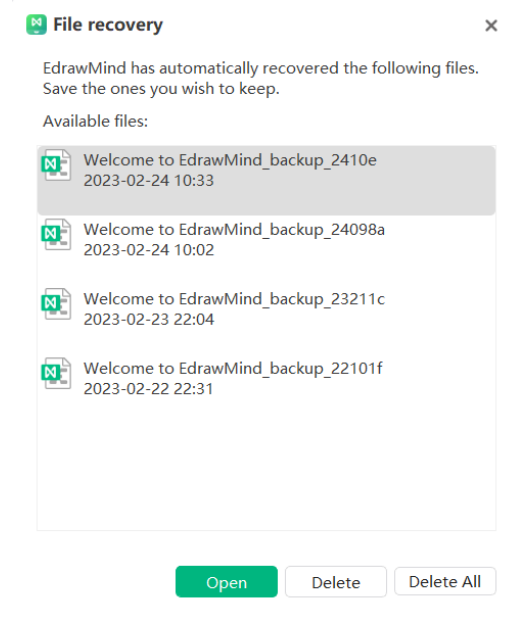 File recovery
EdrawMind has automatically recovered the following files.
Save the ones you wish to keep.
Available files:
Welcome to EdrawMind_backup_2410e
2023-02-24 10:33
Welcome to EdrawMind_backup_24098a
2023-02-24 10:02
Welcome to EdrawMind_backup_23211c
2023-02-23 22:04
Welcome to EdrawMind_backup_22101f
2023-02-22 22:31
Open
Delete
Delete All